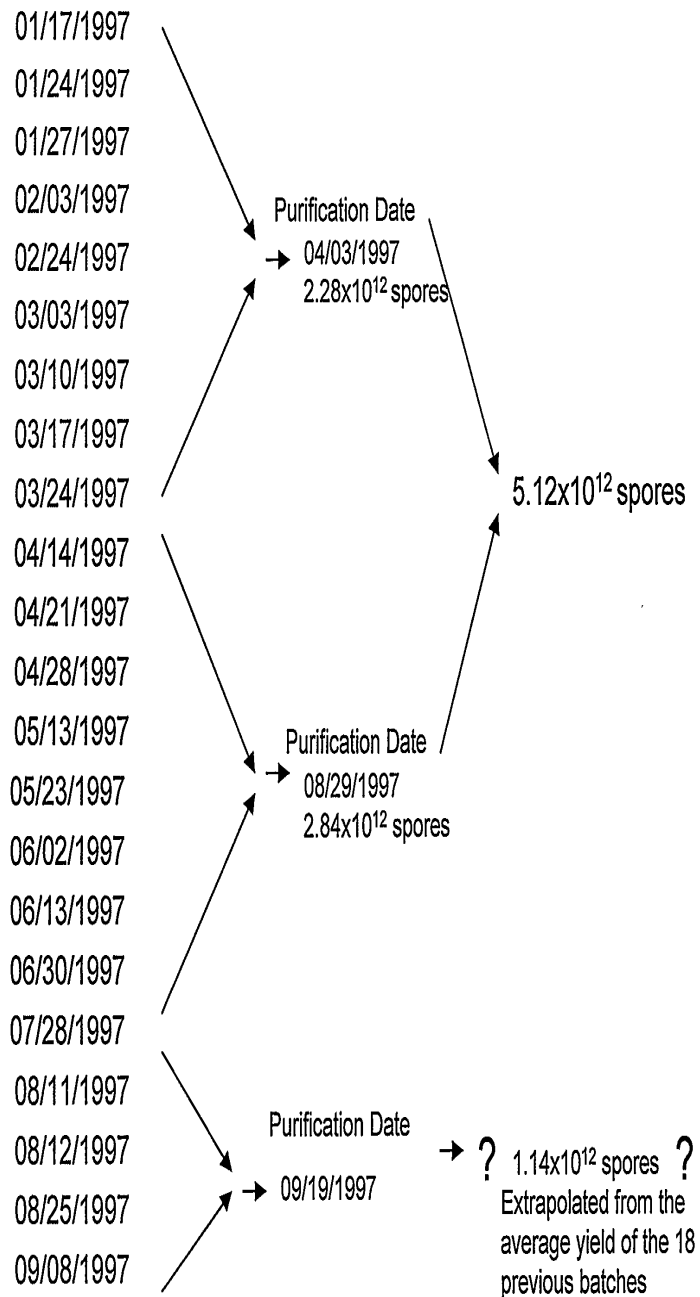 01/17/1997
01/24/1997
01/27/1997
02/03/1997
02/24/1997
03/03/1997
03/10/1997
03/17/1997
03/24/1997
04/14/1997
04/21/1997
04/28/1997
05/13/1997
05/23/1997
06/02/1997
06/13/1997
06/30/1997
07/28/1997
08/11/1997
08/12/1997
08/25/1997
09/08/1997
Purification Date
04/03/1997
2.28x10¹² spores
Purification Date
08/29/1997
2.84x10¹² spores
5.12x10¹² spores
Purification Date
09/19/1997
? 1.14x10¹² spores ?
Extrapolated from the
average yield of the 18
previous batches